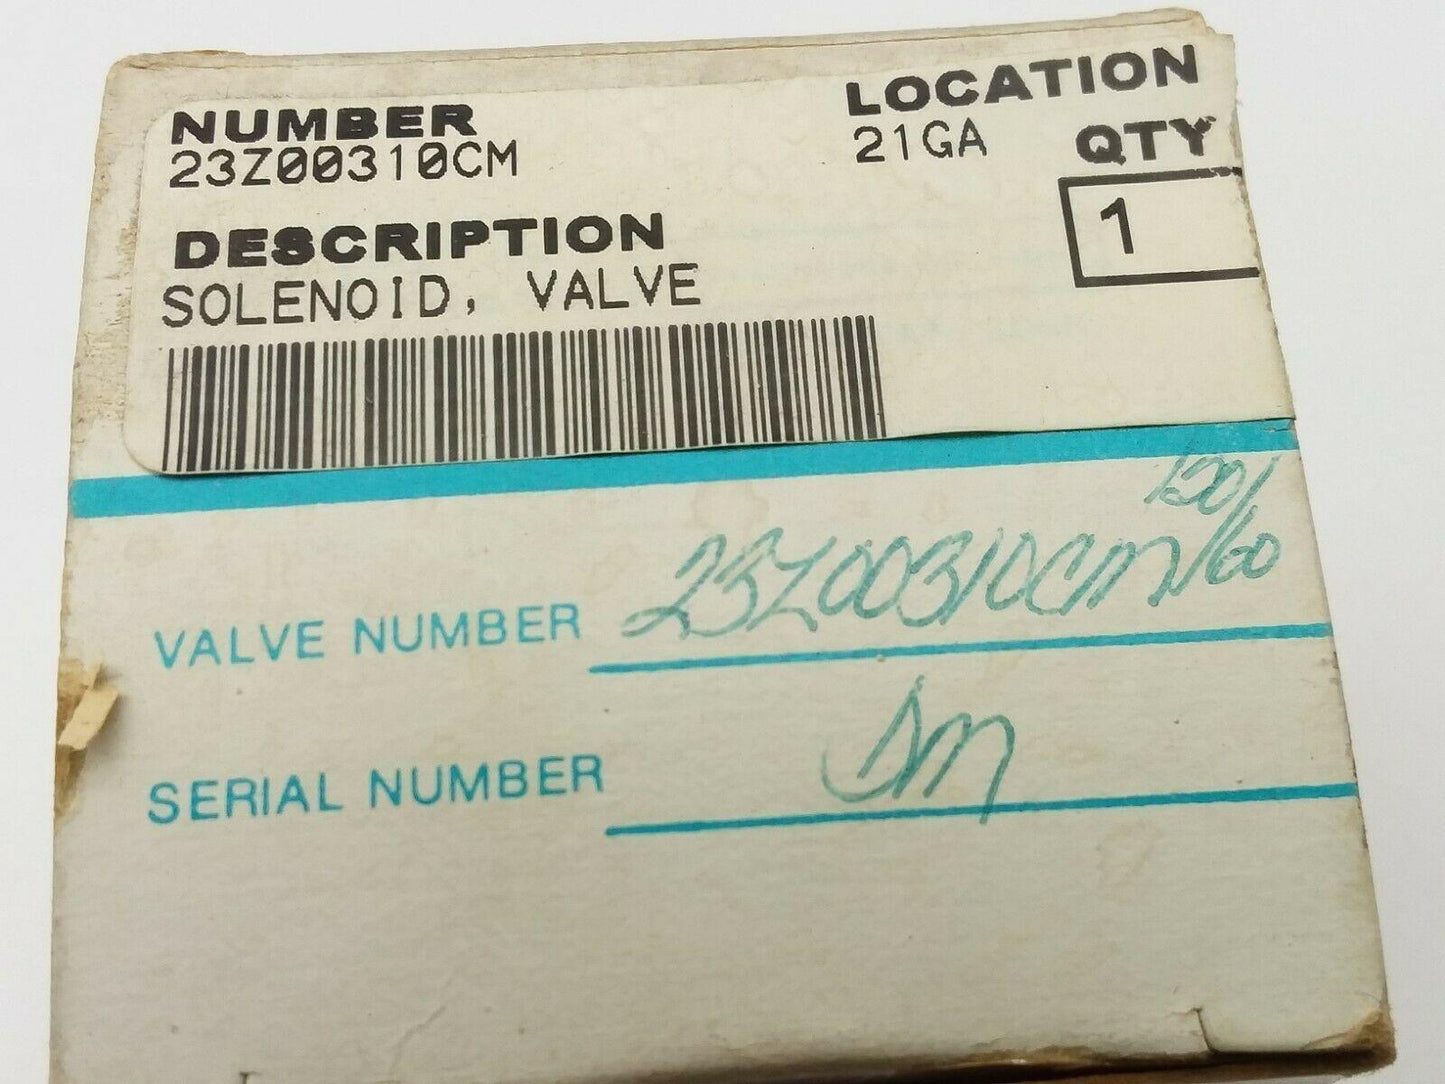 NUMBER
23Z00310CM
LOCATION
21GA
QTY
1
DESCRIPTION
SOLENOID, VALVE
VALVE NUMBER 23Z00310CM 120/60
SERIAL NUMBER